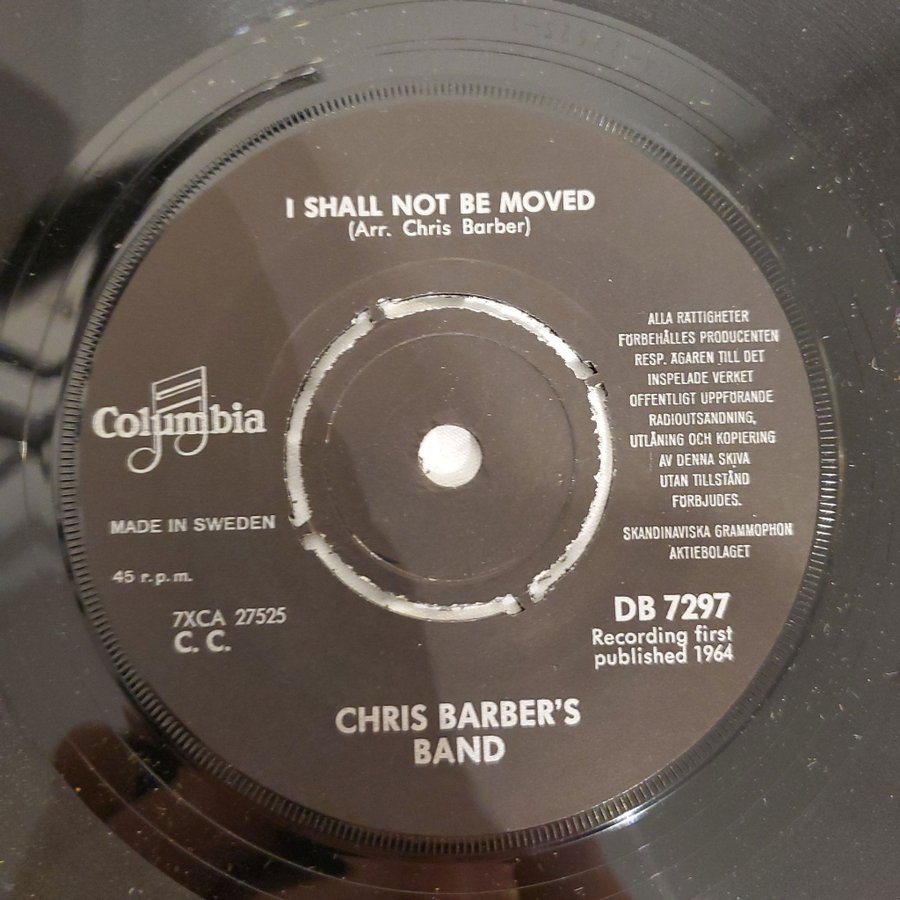 I SHALL NOT BE MOVED
(Arr. Chris Barber)
Columbia
MADE IN SWEDEN
45 r.p.m.
7XCA 27525
C. C.
ALLA RÄTTIGHETER
FÖRBEHÅLLES PRODUCENTEN
RESP. ÄGAREN TILL DET
INSPELADE VERKET
OFFENTLIGT UPPFÖRANDE
RADIOUTSÄNDNING,
UTLÅNING OCH KOPIERING
AV DENNA SKIVA
UTAN TILLSTÅND
FÖRBJUDES.
SKANDINAVISKA GRAMMOPHON
AKTIEBOLAGET
DB 7297
Recording first
published 1964
CHRIS BARBER'S
BAND